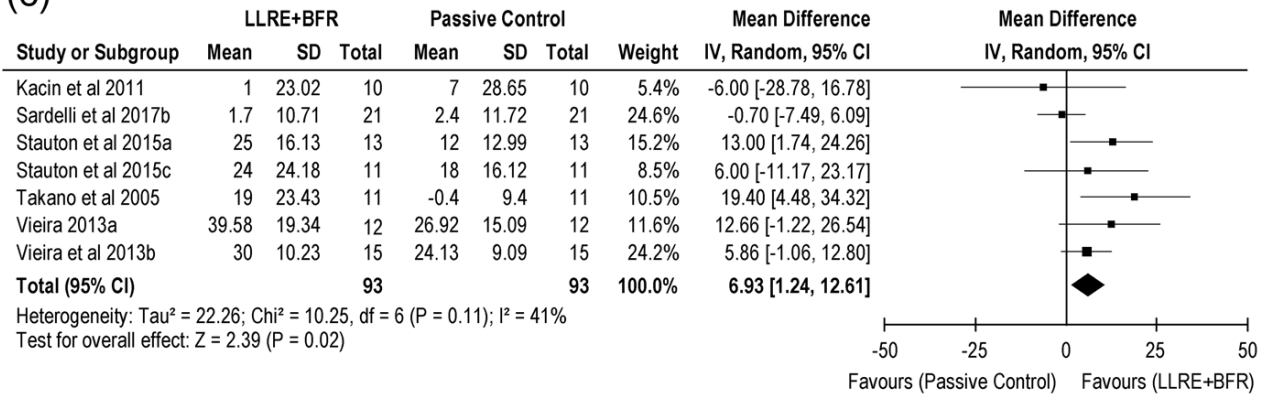 LLRE+BFR Passive Control Mean Difference Mean Difference
Study or Subgroup Mean SD Total Mean SD Total Weight IV, Random, 95% CI IV, Random, 95% CI
Kacin et al 2011 1 23.02 10 7 28.65 10 5.4% -6.00 [-28.78, 16.78]
Sardelli et al 2017b 1.7 10.71 21 2.4 11.72 21 24.6% -0.70 [-7.49, 6.09]
Stauton et al 2015a 25 16.13 13 12 12.99 13 15.2% 13.00 [1.74, 24.26]
Stauton et al 2015c 24 24.18 11 18 16.12 11 8.5% 6.00 [-11.17, 23.17]
Takano et al 2005 19 23.43 11 -0.4 9.4 11 10.5% 19.40 [4.48, 34.32]
Vieira 2013a 39.58 19.34 12 26.92 15.09 12 11.6% 12.66 [-1.22, 26.54]
Vieira et al 2013b 30 10.23 15 24.13 9.09 15 24.2% 5.86 [-1.06, 12.80]
Total (95% CI) 93 93 100.0% 6.93 [1.24, 12.61]
Heterogeneity: Tau² = 22.26; Chi² = 10.25, df = 6 (P = 0.11); I² = 41%
Test for overall effect: Z = 2.39 (P = 0.02)
-50 -25 0 25 50
Favours (Passive Control) Favours (LLRE+BFR)